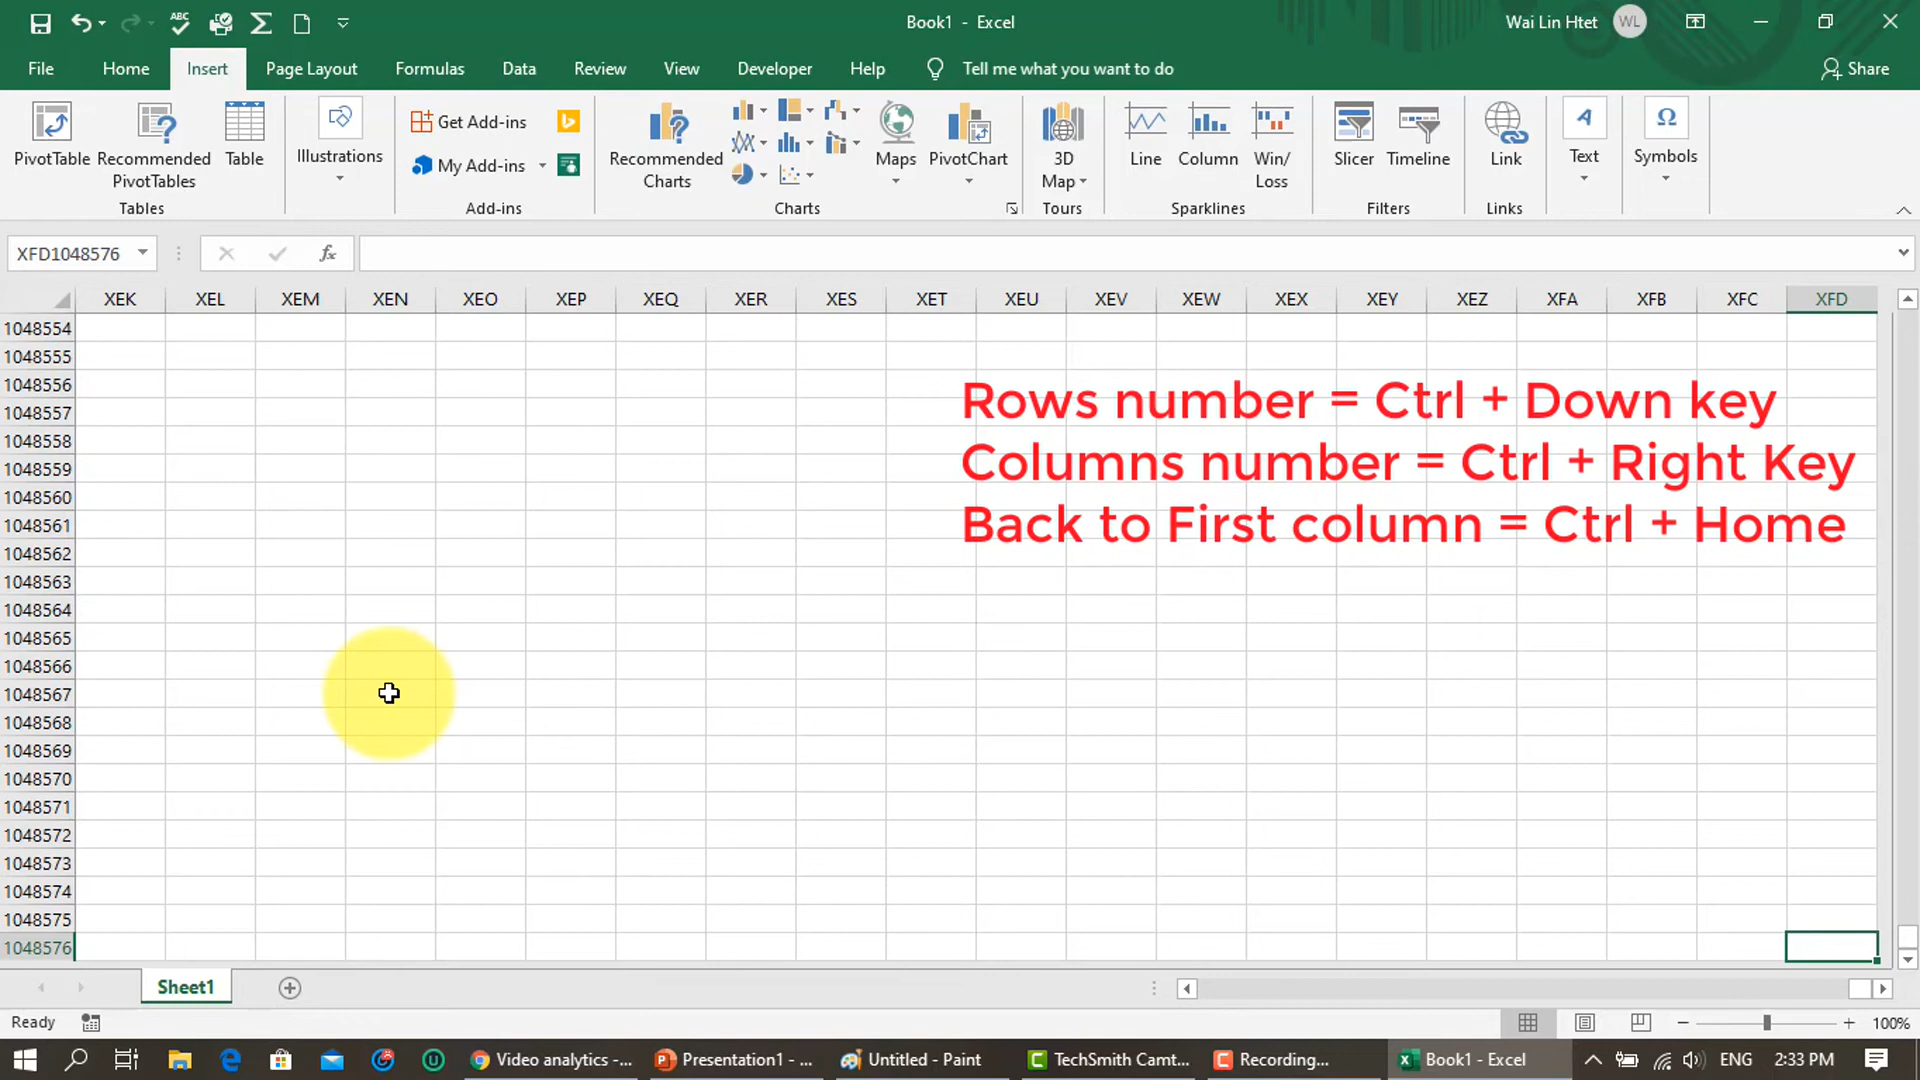 ABC
Book1 - Excel
Wai Lin Htet
WL
File
Home
Insert
Page Layout
Formulas
Data
Review
View
Developer
Help
Tell me what you want to do
Share
PivotTable
Recommended
PivotTables
Table
Tables
Illustrations
Get Add-ins
My Add-ins
Add-ins
Recommended
Charts
Maps
PivotChart
Charts
3D
Map
Tours
Line
Column
Win/
Loss
Sparklines
Slicer
Timeline
Filters
Link
Links
Text
Symbols
XFD1048576
fx
XEK XEL XEM XEN XEO XEP XEQ XER XES XET XEU XEV XEW XEX XEY XEZ XFA XFB XFC XFD
1048554
1048555
1048556
1048557
1048558
1048559
1048560
1048561
1048562
1048563
1048564
1048565
1048566
1048567
1048568
1048569
1048570
1048571
1048572
1048573
1048574
1048575
1048576
Rows number = Ctrl + Down key
Columns number = Ctrl + Right Key
Back to First column = Ctrl + Home
Sheet1
Ready
100%
Video analytics -...
Presentation1 - ...
Untitled - Paint
TechSmith Camt...
Recording...
Book1 - Excel
ENG
2:33 PM